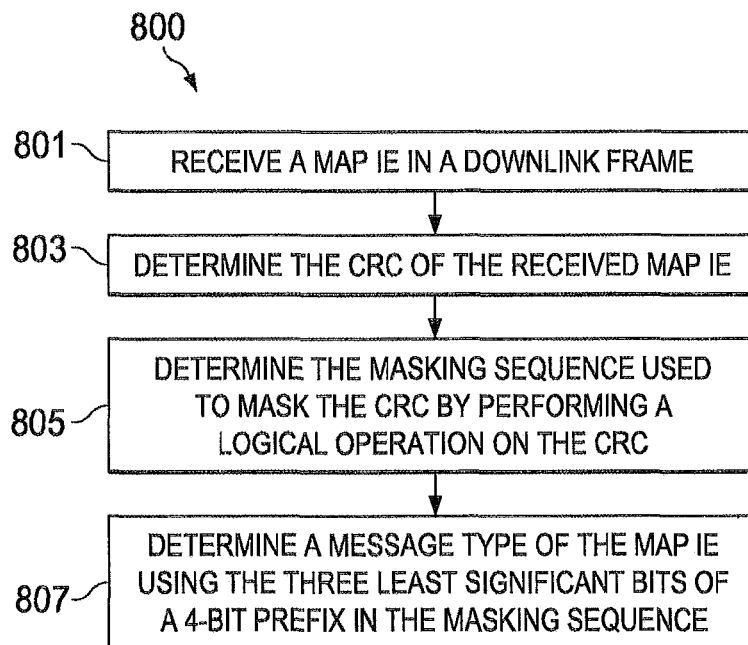 800
801
RECEIVE A MAP IE IN A DOWNLINK FRAME
803
DETERMINE THE CRC OF THE RECEIVED MAP IE
805
DETERMINE THE MASKING SEQUENCE USED
TO MASK THE CRC BY PERFORMING A
LOGICAL OPERATION ON THE CRC
807
DETERMINE A MESSAGE TYPE OF THE MAP IE
USING THE THREE LEAST SIGNIFICANT BITS OF
A 4-BIT PREFIX IN THE MASKING SEQUENCE